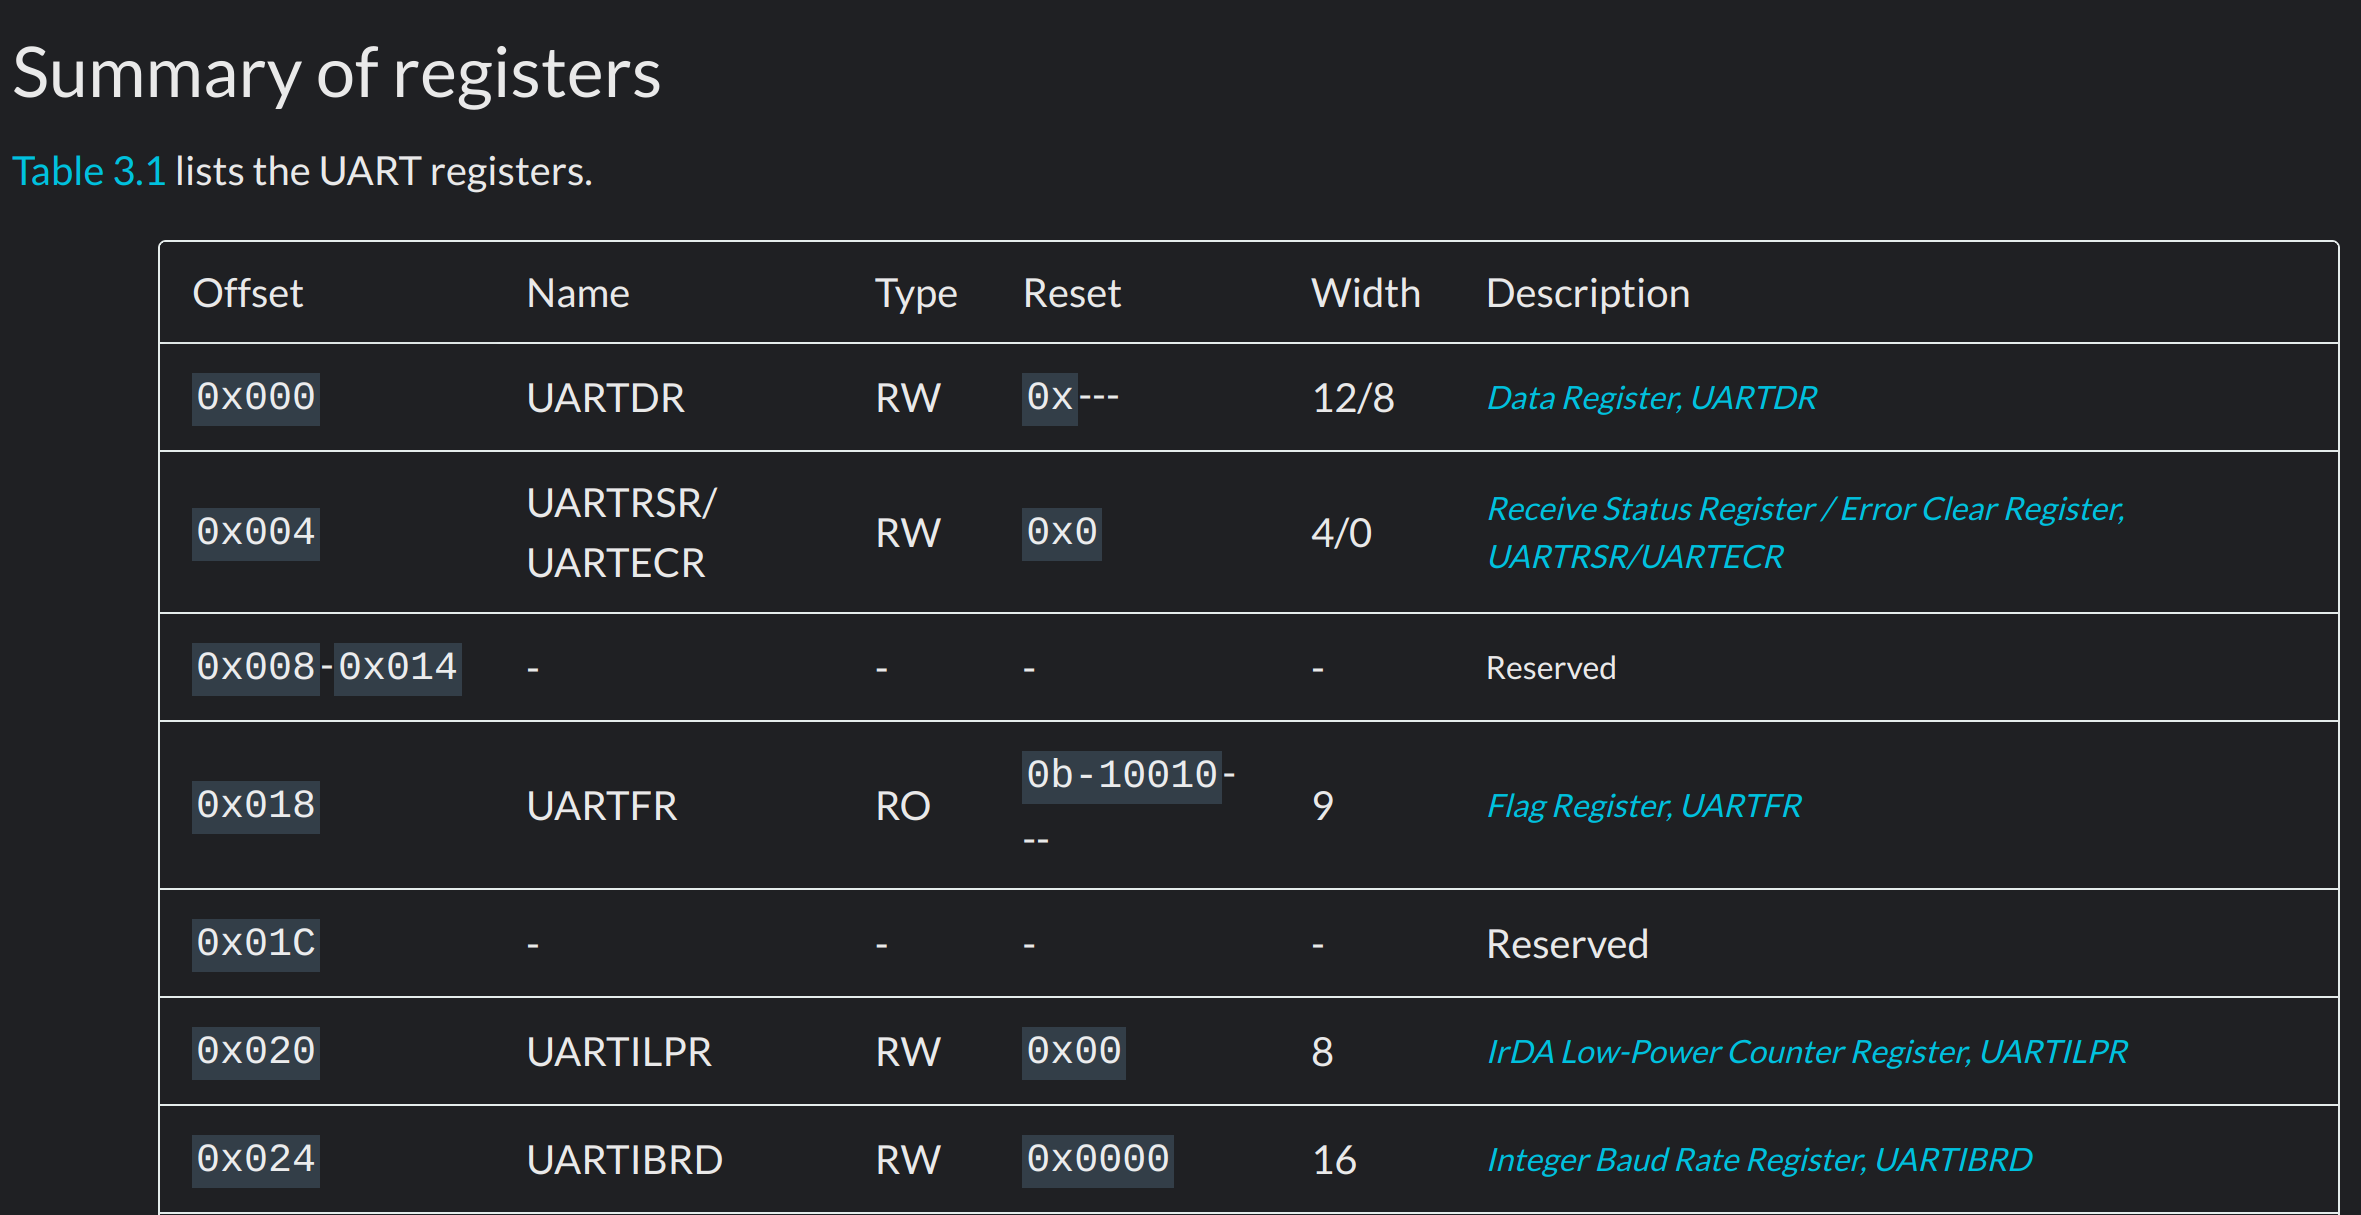 Summary of registers
Table 3.1 lists the UART registers.
Offset Name Type Reset Width Description
0x000 UARTDR RW 0x--- 12/8 Data Register, UARTDR
0x004 UARTRSR/ UARTECR RW 0x0 4/0 Receive Status Register / Error Clear Register, UARTRSR/UARTECR
0x008-0x014 - - - - Reserved
0x018 UARTFR RO 0b-10010--- 9 Flag Register, UARTFR
0x01C - - - - Reserved
0x020 UARTILPR RW 0x00 8 IrDA Low-Power Counter Register, UARTILPR
0x024 UARTIBRD RW 0x0000 16 Integer Baud Rate Register, UARTIBRD